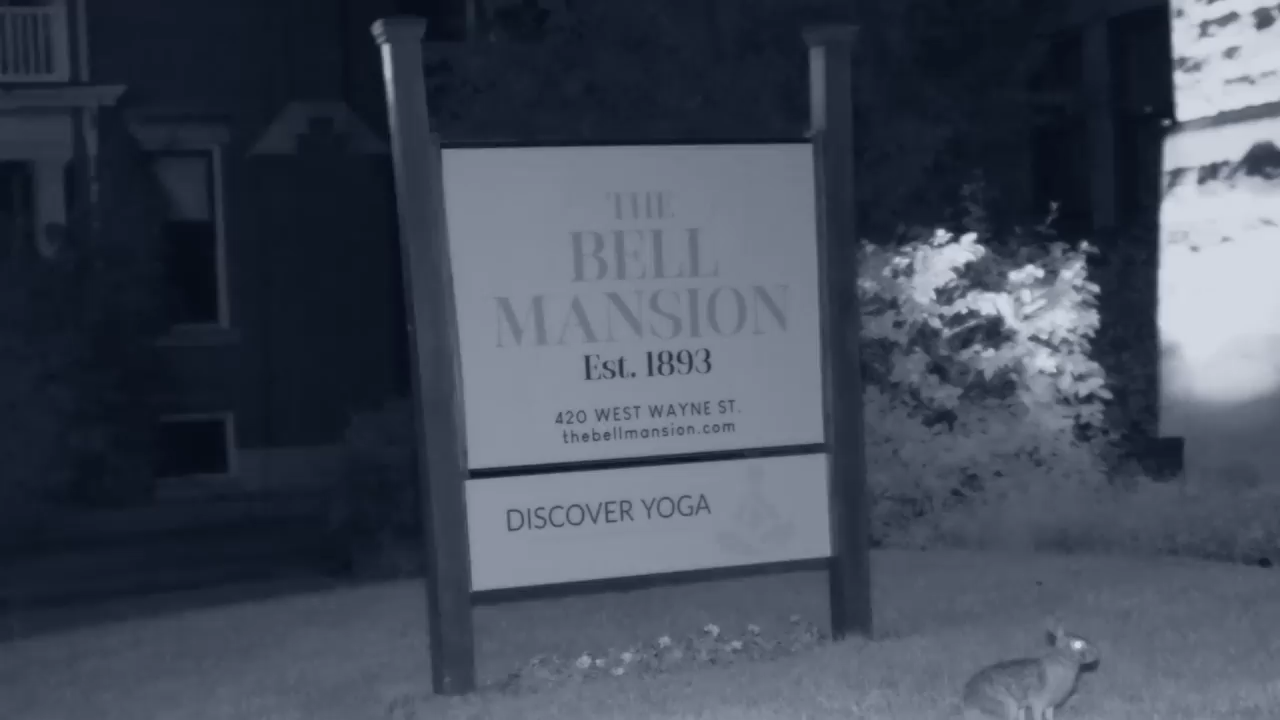 THE
BELL
MANSION
Est. 1893
420 WEST WAYNE ST.
thebellmansion.com
DISCOVER YOGA